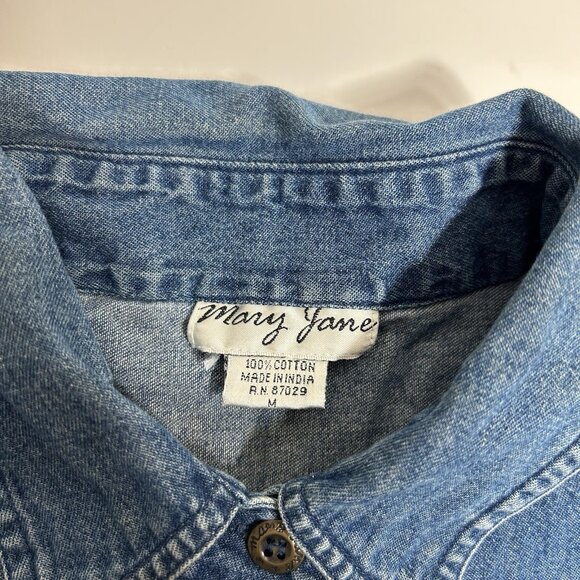 Mary Jane
100% COTTON
MADE IN INDIA
R.N. 87029
M